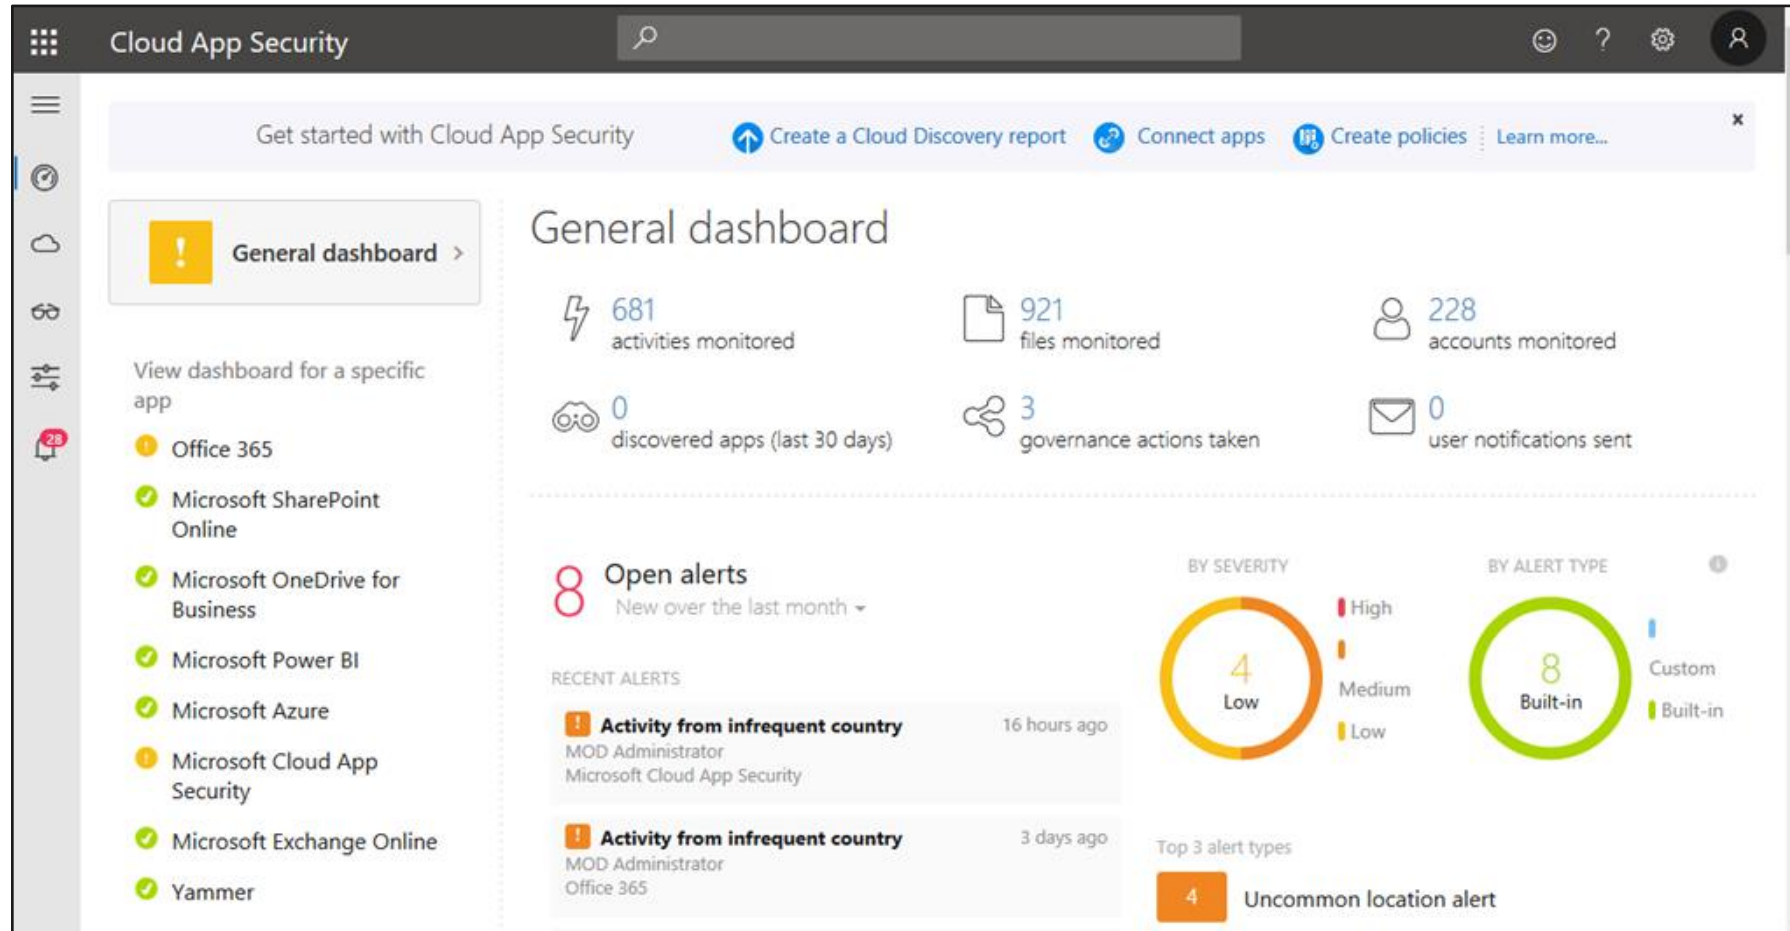 Cloud App Security
?
Get started with Cloud App Security
Create a Cloud Discovery report
Connect apps
Create policies
Learn more...
x
General dashboard >
View dashboard for a specific
app
Office 365
Microsoft SharePoint
Online
Microsoft OneDrive for
Business
Microsoft Power BI
Microsoft Azure
Microsoft Cloud App
Security
Microsoft Exchange Online
Yammer
28
General dashboard
681
activities monitored
921
files monitored
228
accounts monitored
0
discovered apps (last 30 days)
3
governance actions taken
0
user notifications sent
8
Open alerts
New over the last month
RECENT ALERTS
! Activity from infrequent country 16 hours ago
MOD Administrator
Microsoft Cloud App Security
! Activity from infrequent country 3 days ago
MOD Administrator
Office 365
BY SEVERITY
4
Low
High
Medium
Low
BY ALERT TYPE
8
Built-in
Custom
Built-in
Top 3 alert types
4 Uncommon location alert